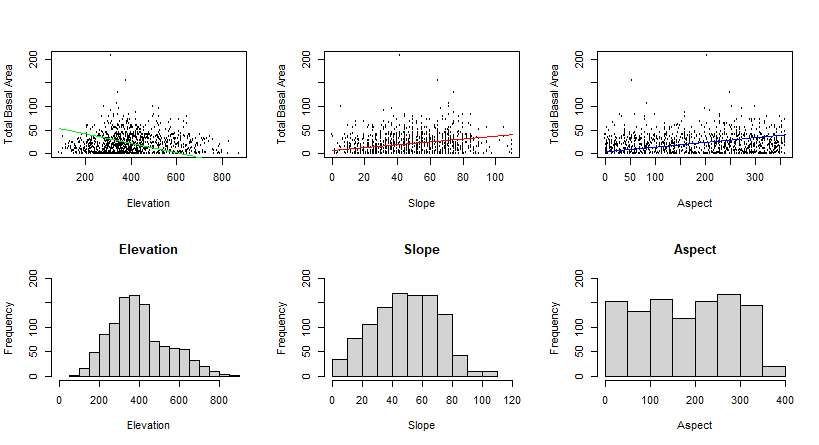 Total Basal Area
200
100
50
0
200 400 600 800
Elevation
Total Basal Area
200
100
50
0
0 20 40 60 80 100
Slope
Total Basal Area
200
100
50
0
0 50 100 200 300
Aspect
Elevation
Frequency
200
100
50
0
0 200 400 600 800
Elevation
Slope
Frequency
200
100
50
0
0 20 40 60 80 100 120
Slope
Aspect
Frequency
200
100
50
0
0 100 200 300 400
Aspect